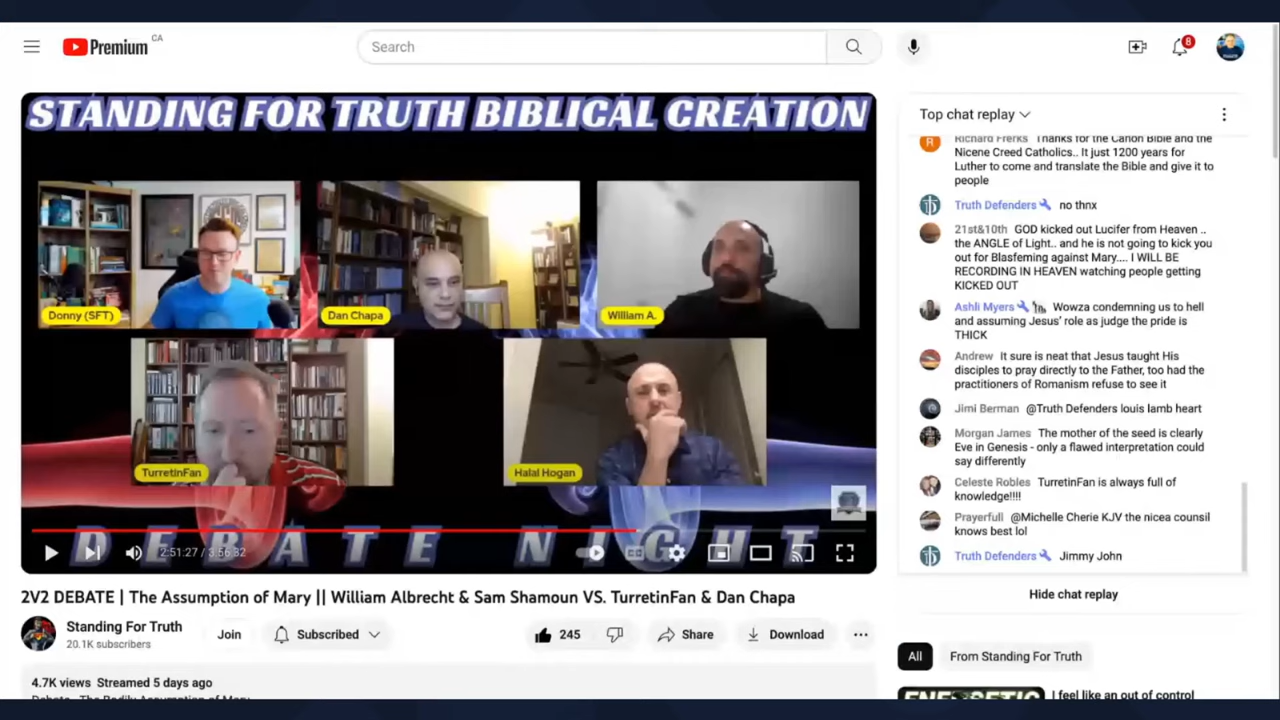 Premium CA
Search
8
STANDING FOR TRUTH BIBLICAL CREATION
Donny (SFT)
Dan Chapa
William A.
TurretinFan
Halal Hogan
DEBATE NIGHT
2:51:27 / 3:56:32
2V2 DEBATE | The Assumption of Mary || William Albrecht & Sam Shamoun VS. TurretinFan & Dan Chapa
Standing For Truth
20.1K subscribers
Join
Subscribed
245
Share
Download
4.7K views Streamed 5 days ago
Debate - The Bodily Assumption of Mary
Top chat replay
R
Richard Frerks Thanks for the Canon Bible and the
Nicene Creed Catholics.. It just 1200 years for
Luther to come and translate the Bible and give it to
people
Truth Defenders no thnx
21st&10th GOD kicked out Lucifer from Heaven ..
the ANGLE of Light.. and he is not going to kick you
out for Blasfeming against Mary.... I WILL BE
RECORDING IN HEAVEN watching people getting
KICKED OUT
Ashli Myers Wowza condemning us to hell
and assuming Jesus' role as judge the pride is
THICK
Andrew It sure is neat that Jesus taught His
disciples to pray directly to the Father, too had the
practitioners of Romanism refuse to see it
Jimi Berman @Truth Defenders louis lamb heart
Morgan James The mother of the seed is clearly
Eve in Genesis - only a flawed interpretation could
say differently
Celeste Robles TurretinFan is always full of
knowledge!!!!
Prayerfull @Michelle Cherie KJV the nicea counsil
knows best lol
Truth Defenders Jimmy John
Hide chat replay
All
From Standing For Truth
ENERGETIC
I feel like an out of control